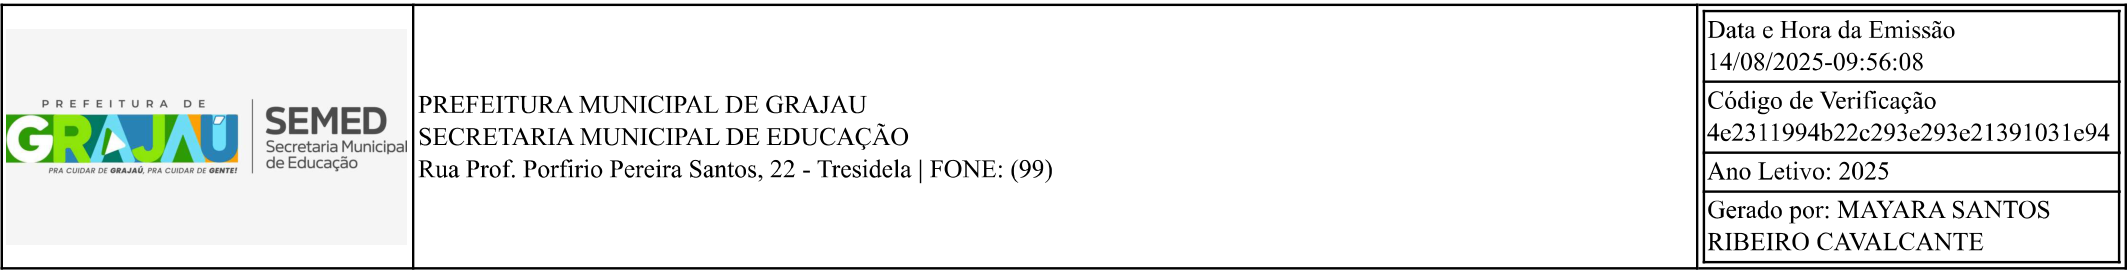 PREFEITURA DE
GRAJAÚ
PRA CUIDAR DE GRAJAÚ, PRA CUIDAR DE GENTE!
SEMED
Secretaria Municipal
de Educação
PREFEITURA MUNICIPAL DE GRAJAU
SECRETARIA MUNICIPAL DE EDUCAÇÃO
Rua Prof. Porfirio Pereira Santos, 22 - Tresidela | FONE: (99)
Data e Hora da Emissão
14/08/2025-09:56:08
Código de Verificação
4e2311994b22c293e293e21391031e94
Ano Letivo: 2025
Gerado por: MAYARA SANTOS
RIBEIRO CAVALCANTE